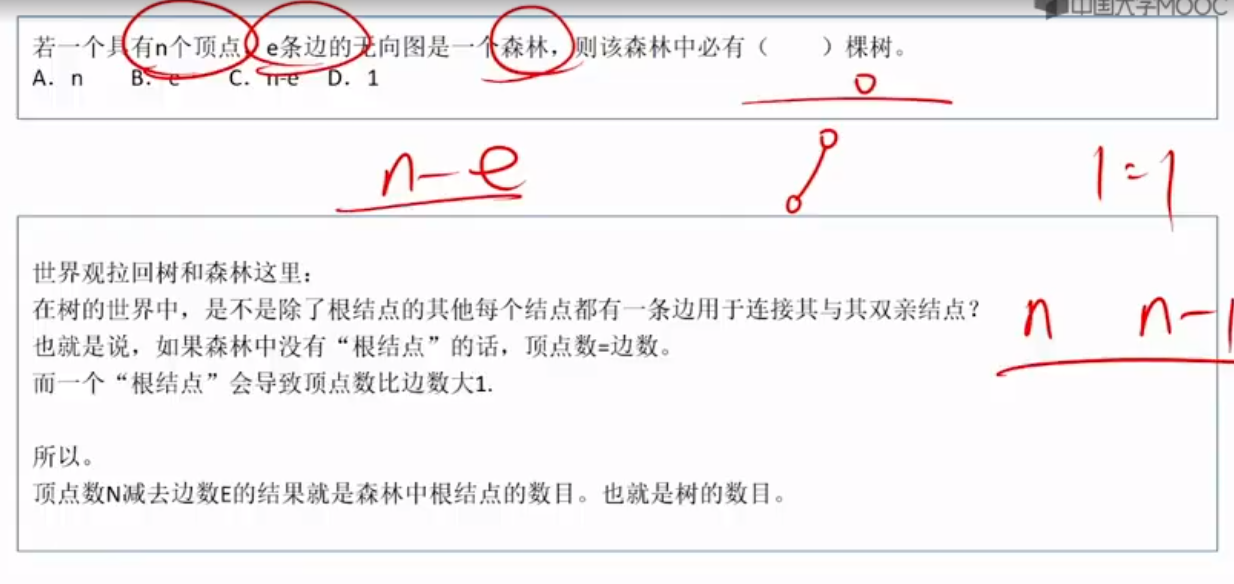 中国大学MOOC
若一个具有n个顶点，e条边的无向图是一个森林，则该森林中必有（ ）棵树。
A. n B. e C. n-e D. 1
n-e
1=1
世界观拉回树和森林这里：
在树的世界中，是不是除了根结点的其他每个结点都有一条边用于连接其与其双亲结点？
n n-1
也就是说，如果森林中没有“根结点”的话，顶点数=边数。
而一个“根结点”会导致顶点数比边数大1.
所以。
顶点数N减去边数E的结果就是森林中根结点的数目。也就是树的数目。